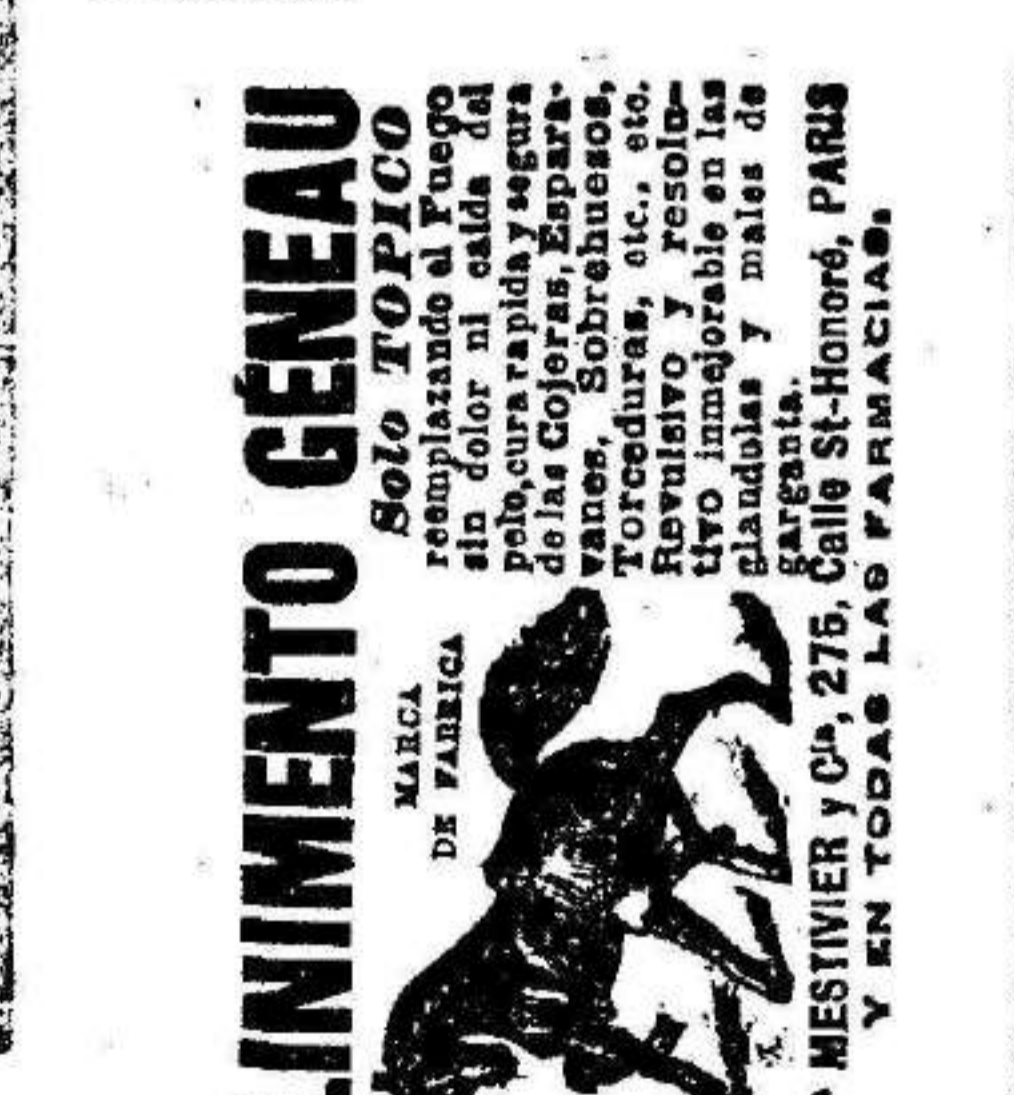 LINIMENTO GÉNEAU
MARCA
DE FABRICA
Solo TOPICO
reemplazando el Fuego
sin dolor ni caida del
pelo, cura rapida y segura
de las Cojeras, Espara-
vanes, Sobrehuesos,
Torceduras, etc., etc.
Revulsivo y resolu-
tivo inmejorable en las
glandulas y males de
garganta.
MESTIVIER y Cia, 275, Calle St-Honoré, PARIS
Y EN TODAS LAS FARMACIAS.